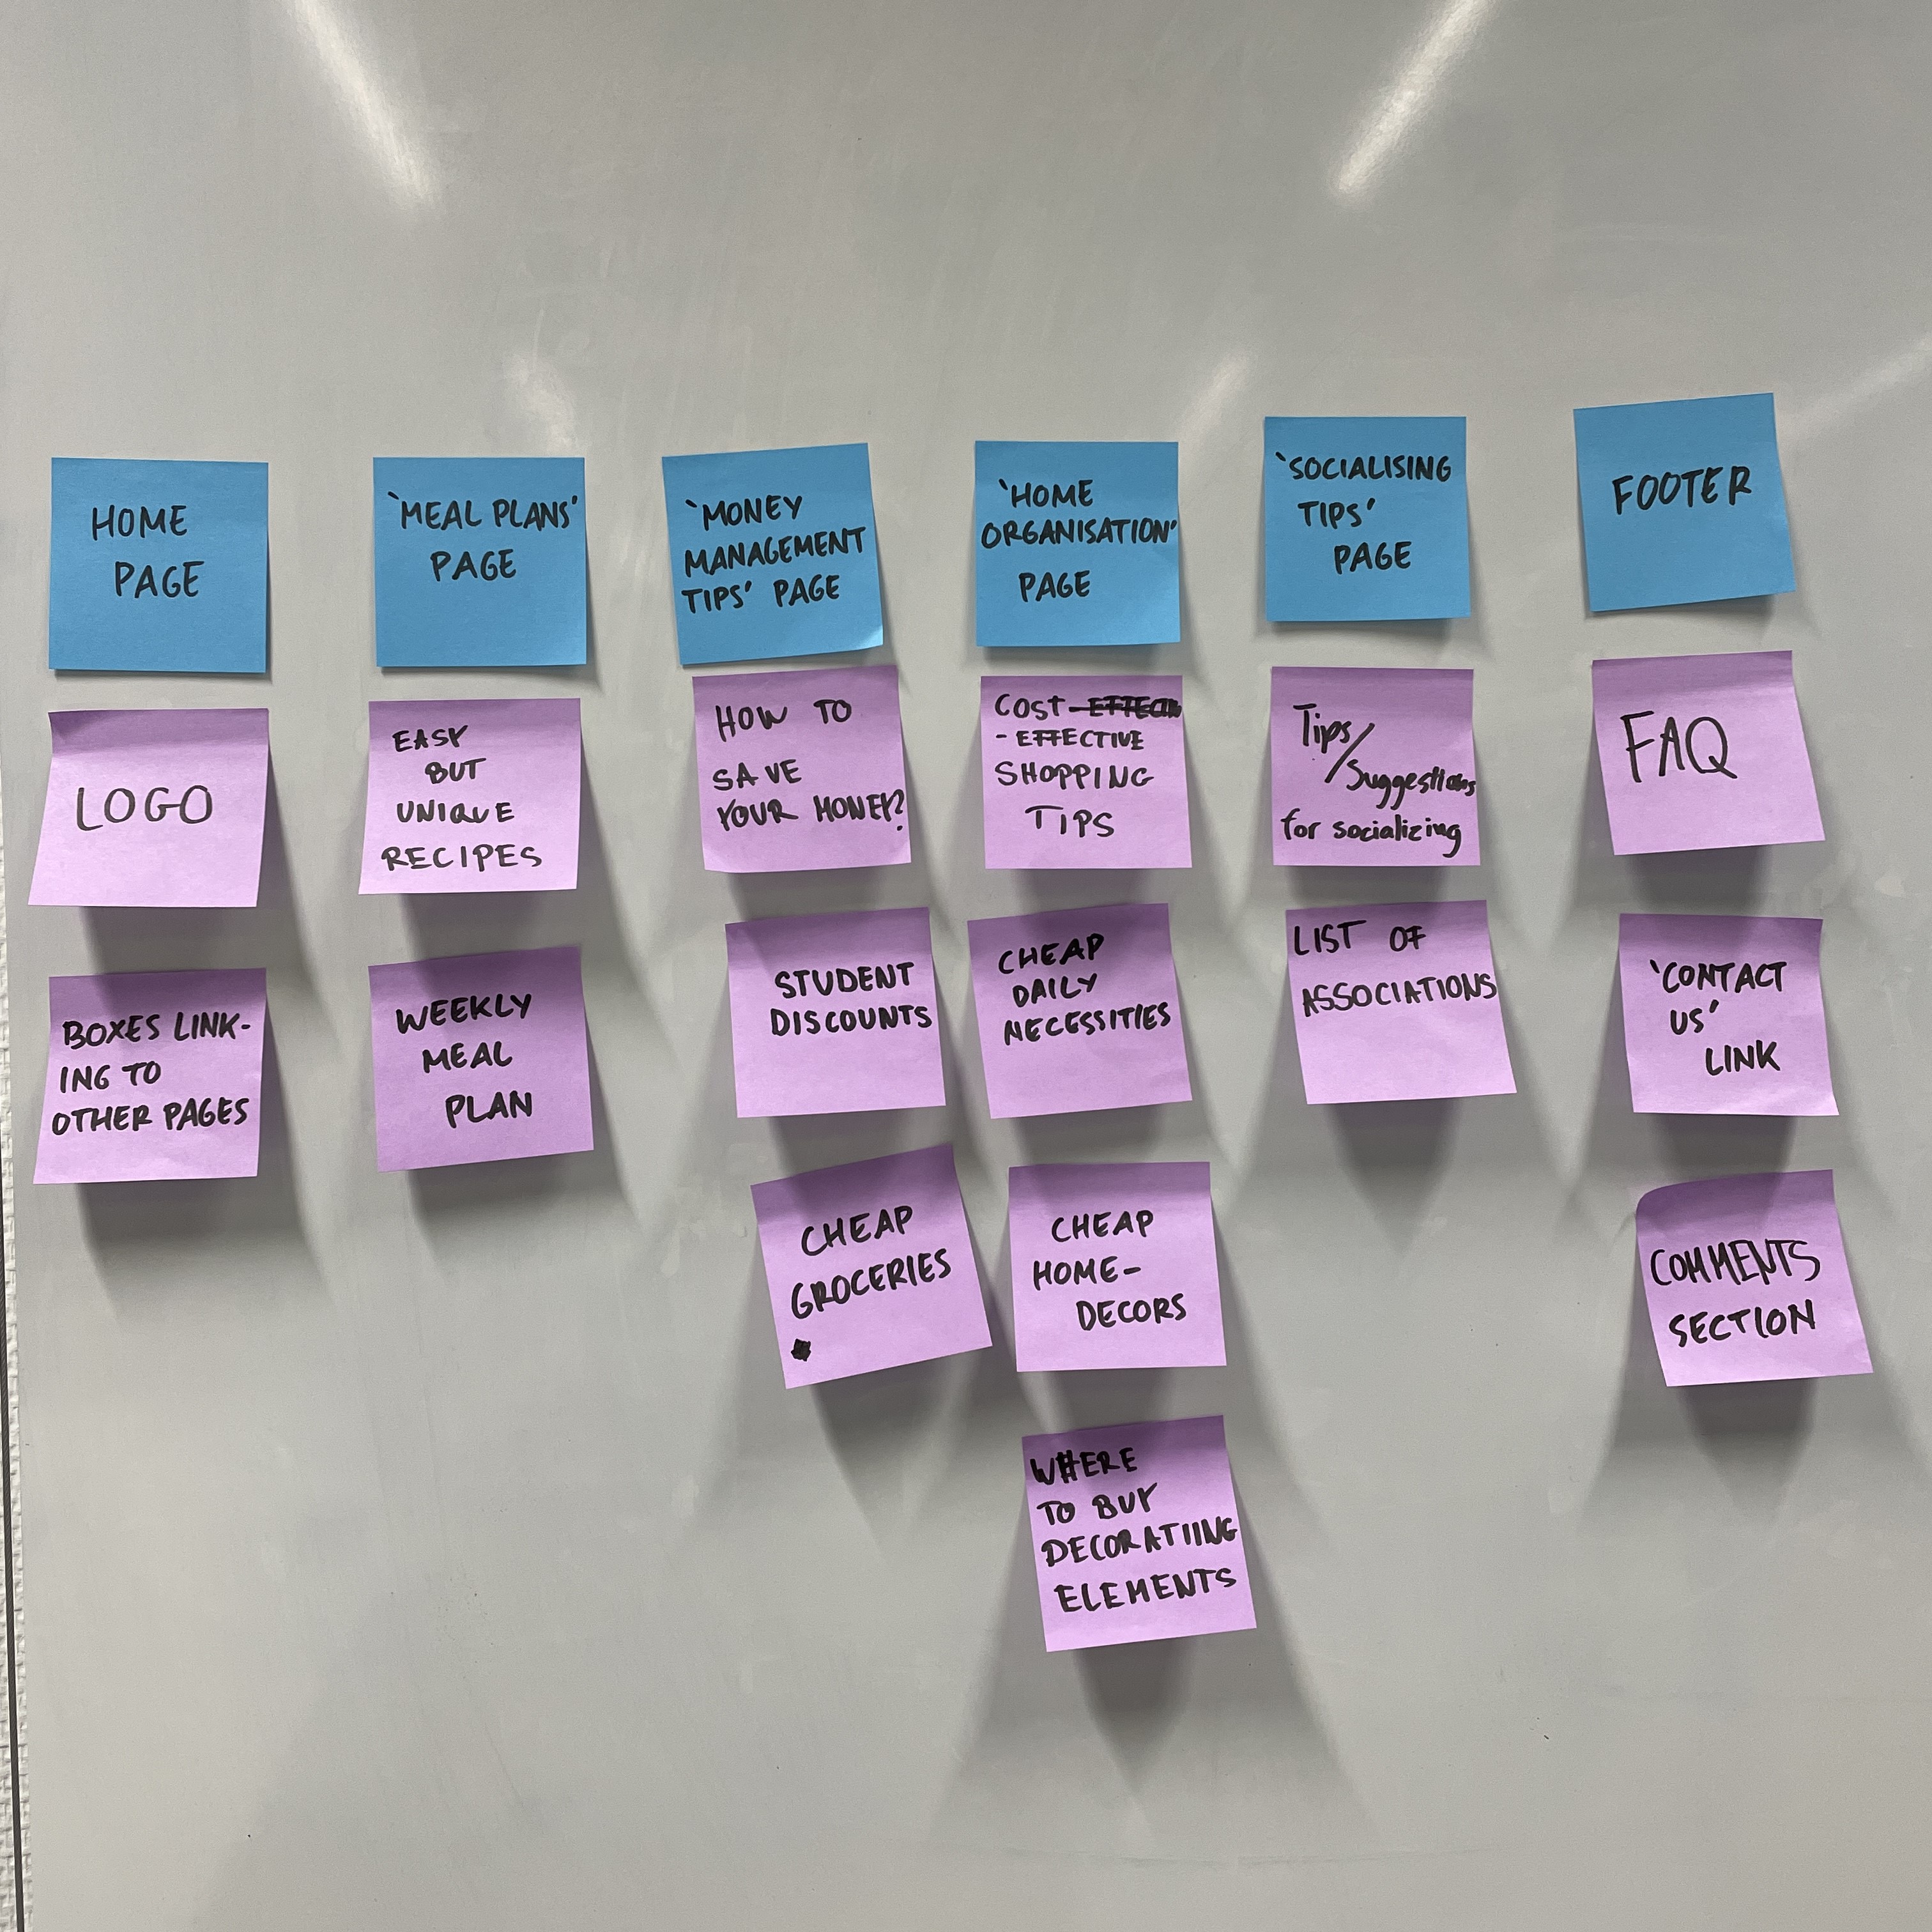 HOME
PAGE
LOGO
BOXES LINK-
ING TO
OTHER PAGES
'MEAL PLANS'
PAGE
EASY
BUT
UNIQUE
RECIPES
WEEKLY
MEAL
PLAN
'MONEY
MANAGEMENT
TIPS' PAGE
HOW TO
SAVE
YOUR MONEY?
STUDENT
DISCOUNTS
CHEAP
GROCERIES
'HOME
ORGANISATION'
PAGE
COST
- EFFECTIVE
SHOPPING
TIPS
CHEAP
DAILY
NECESSITIES
CHEAP
HOME-
DECORS
WHERE
TO BUY
DECORATIING
ELEMENTS
'SOCIALISING
TIPS'
PAGE
Tips/
Suggestions
for socializing
LIST OF
ASSOCIATIONS
FOOTER
FAQ
'CONTACT
US'
LINK
COMMENTS
SECTION